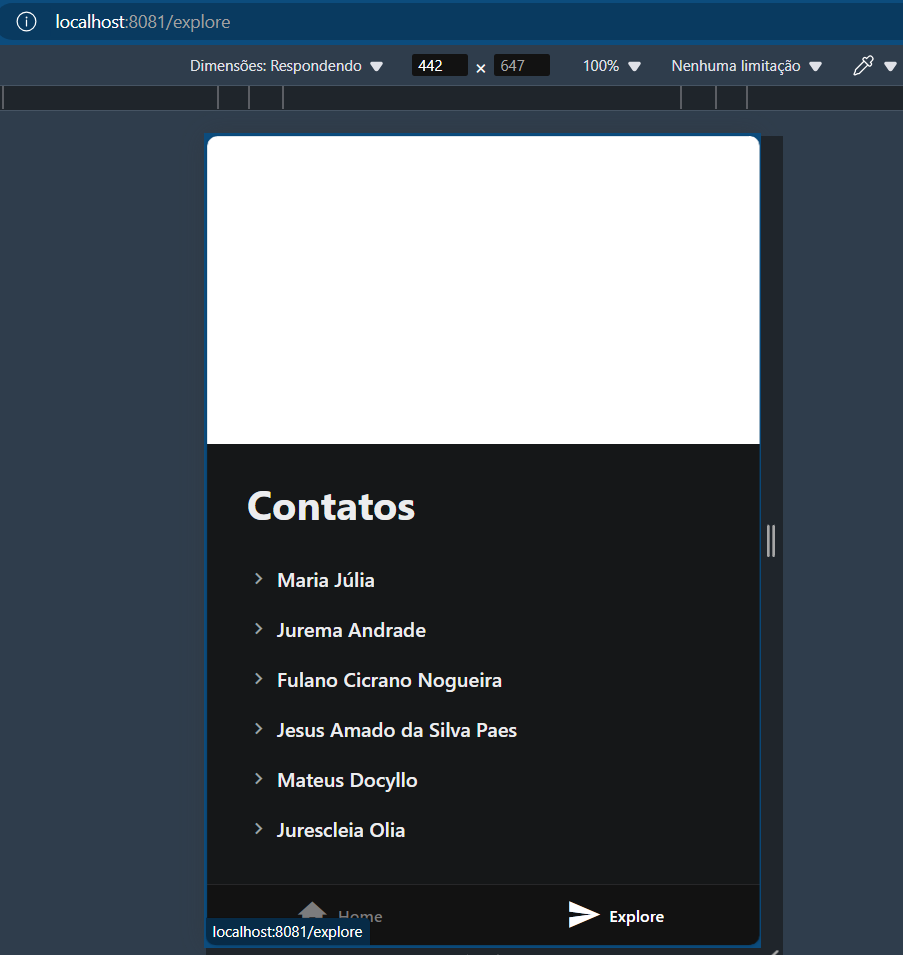 localhost:8081/explore
Dimensões: Respondendo 442 × 647 100% Nenhuma limitação
Contatos
Maria Júlia
Jurema Andrade
Fulano Cicrano Nogueira
Jesus Amado da Silva Paes
Mateus Docyllo
Jurescleia Olia
Home Explore
localhost:8081/explore